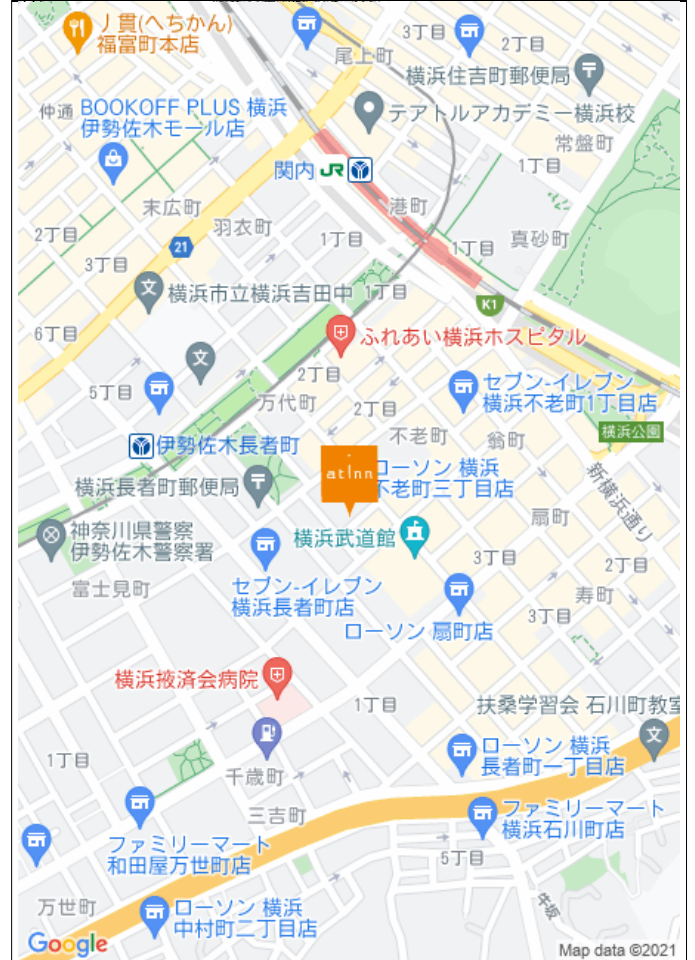 丿貫(へちかん)
福富町本店
尾上町
3丁目
2丁目
横浜住吉町郵便局
仲通
BOOKOFF PLUS 横浜
伊勢佐木モール店
テアトルアカデミー横浜校
常盤町
1丁目
関内 JR
末広町
港町
羽衣町
1丁目
1丁目
真砂町
2丁目
21
3丁目
横浜市立横浜吉田中
1丁目
K1
6丁目
ふれあい横浜ホスピタル
2丁目
5丁目
万代町
2丁目
セブン-イレブン
横浜不老町1丁目店
不老町
翁町
横浜公園
伊勢佐木長者町
at inn
ローソン 横浜
不老町三丁目店
横浜長者町郵便局
新横浜通り
扇町
神奈川県警察
伊勢佐木警察署
横浜武道館
3丁目
2丁目
富士見町
セブン-イレブン
横浜長者町店
寿町
3丁目
ローソン 扇町店
横浜掖済会病院
1丁目
扶桑学習会 石川町教室
1丁目
ローソン 横浜
長者町一丁目店
千歳町
三吉町
ファミリーマート
横浜石川町店
ファミリーマート
和田屋万世町店
5丁目
牛坂
万世町
ローソン 横浜
中村町二丁目店
Google
Map data ©2021